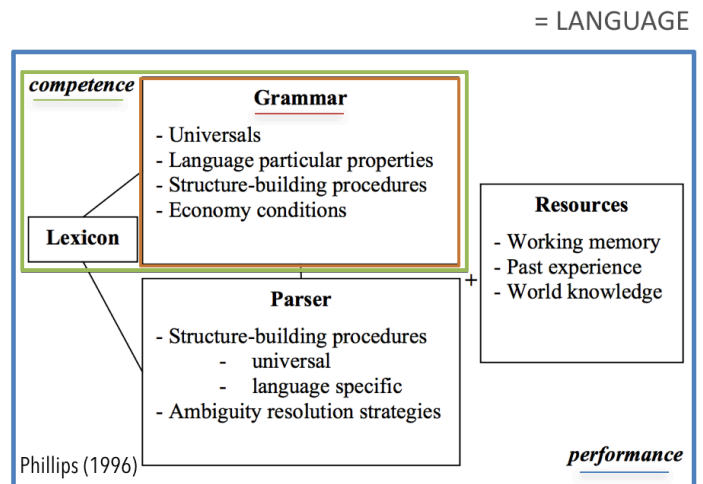 = LANGUAGE
competence
Grammar
- Universals
- Language particular properties
- Structure-building procedures
- Economy conditions
Lexicon
Resources
- Working memory
- Past experience
- World knowledge
+
Parser
- Structure-building procedures
- universal
- language specific
- Ambiguity resolution strategies
Phillips (1996)
performance